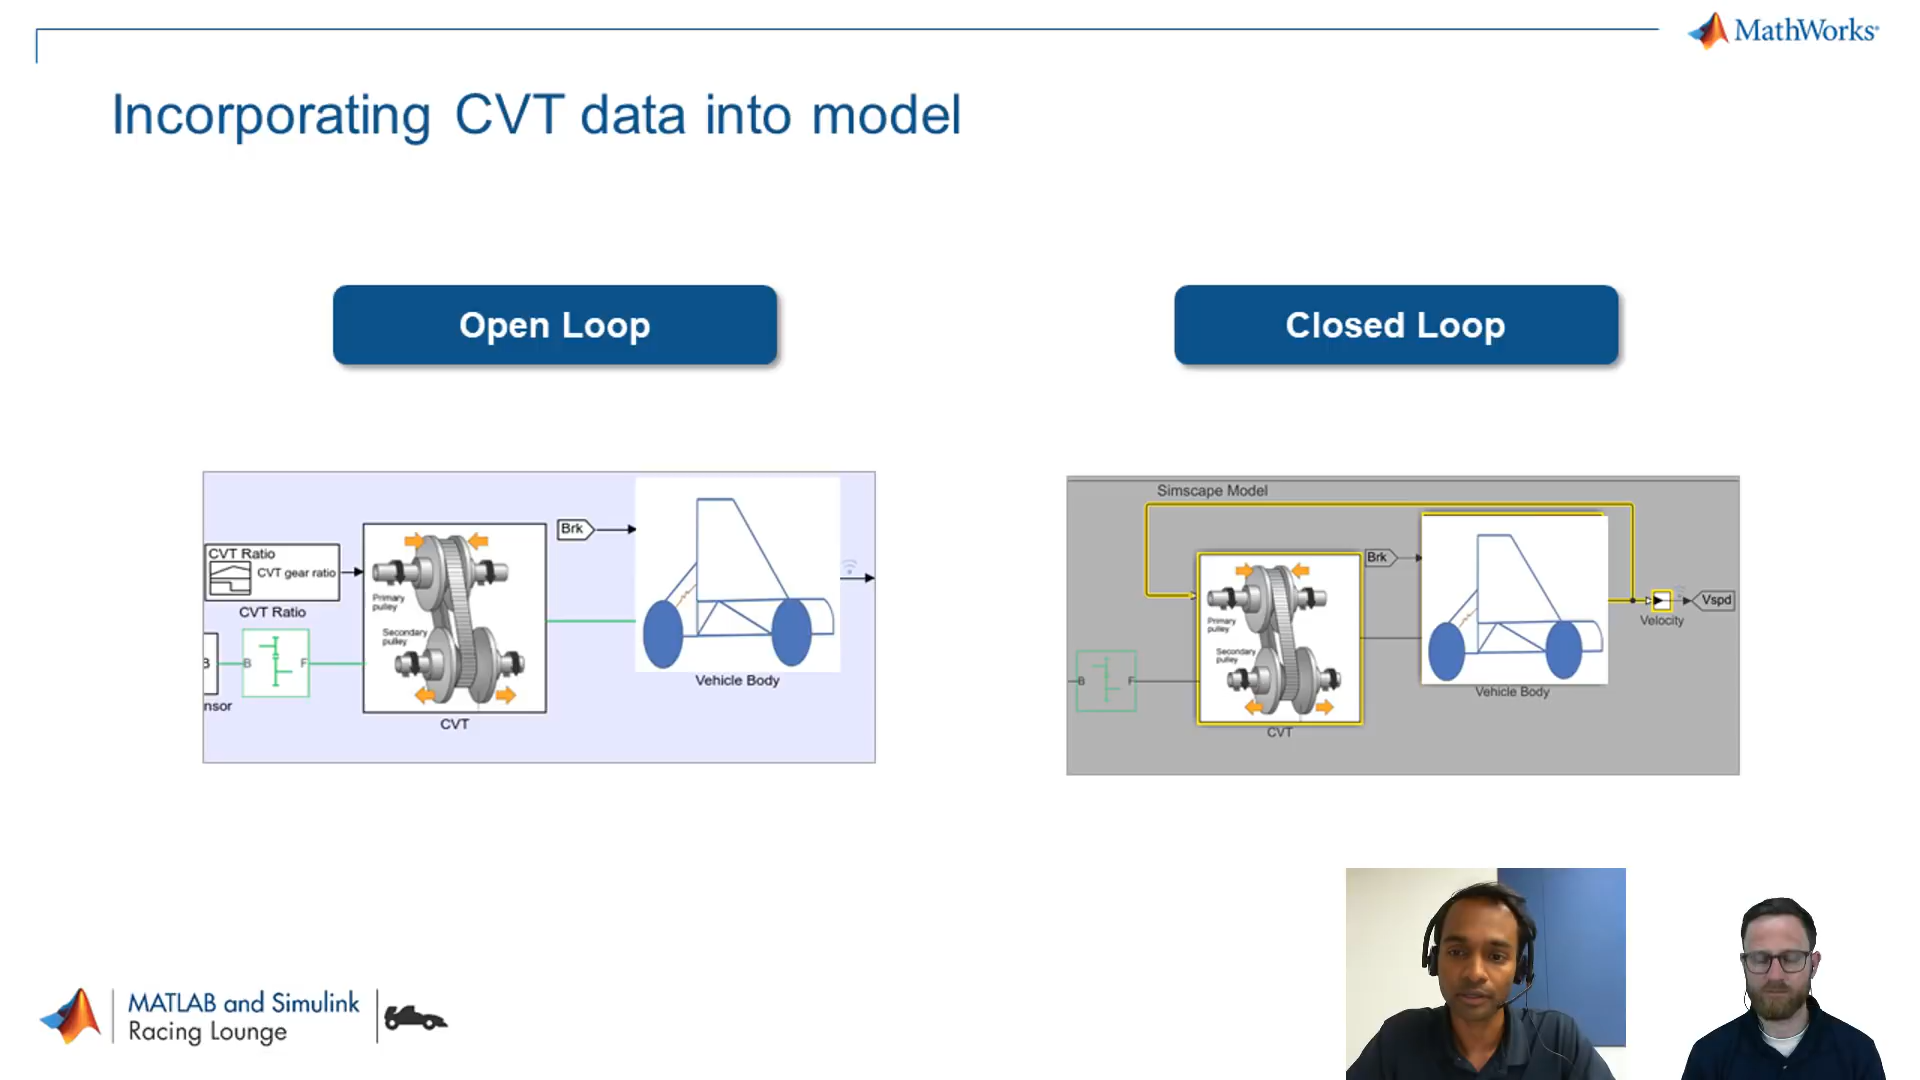 MathWorks®
Incorporating CVT data into model
Open Loop
Closed Loop
CVT Ratio
CVT gear ratio
CVT Ratio
B
B
F
nsor
Primary
pulley
Secondary
pulley
CVT
Brk
Vehicle Body
Simscape Model
B
F
Primary
pulley
Secondary
pulley
CVT
Brk
Vehicle Body
Velocity
Vspd
MATLAB and Simulink
Racing Lounge